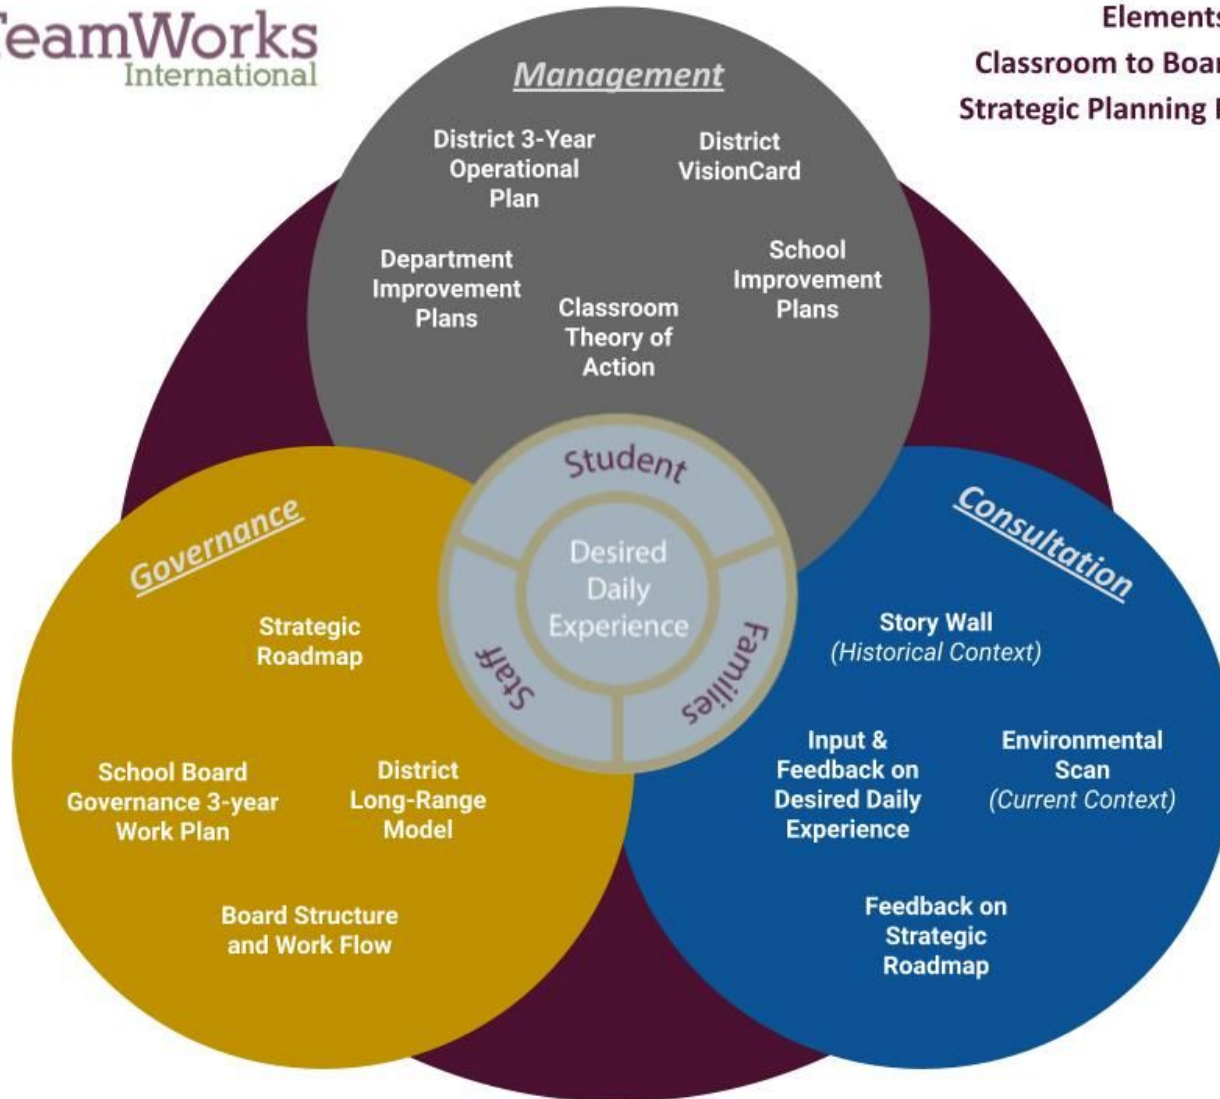 TeamWorks
International
Elements
Classroom to Boar
Strategic Planning
Management
District 3-Year
Operational
Plan
District
VisionCard
Department
Improvement
Plans
Classroom
Theory of
Action
School
Improvement
Plans
Student
Desired
Daily
Experience
Staff
Families
Governance
Strategic
Roadmap
School Board
Governance 3-year
Work Plan
District
Long-Range
Model
Board Structure
and Work Flow
Consultation
Story Wall
(Historical Context)
Input &
Feedback on
Desired Daily
Experience
Environmental
Scan
(Current Context)
Feedback on
Strategic
Roadmap